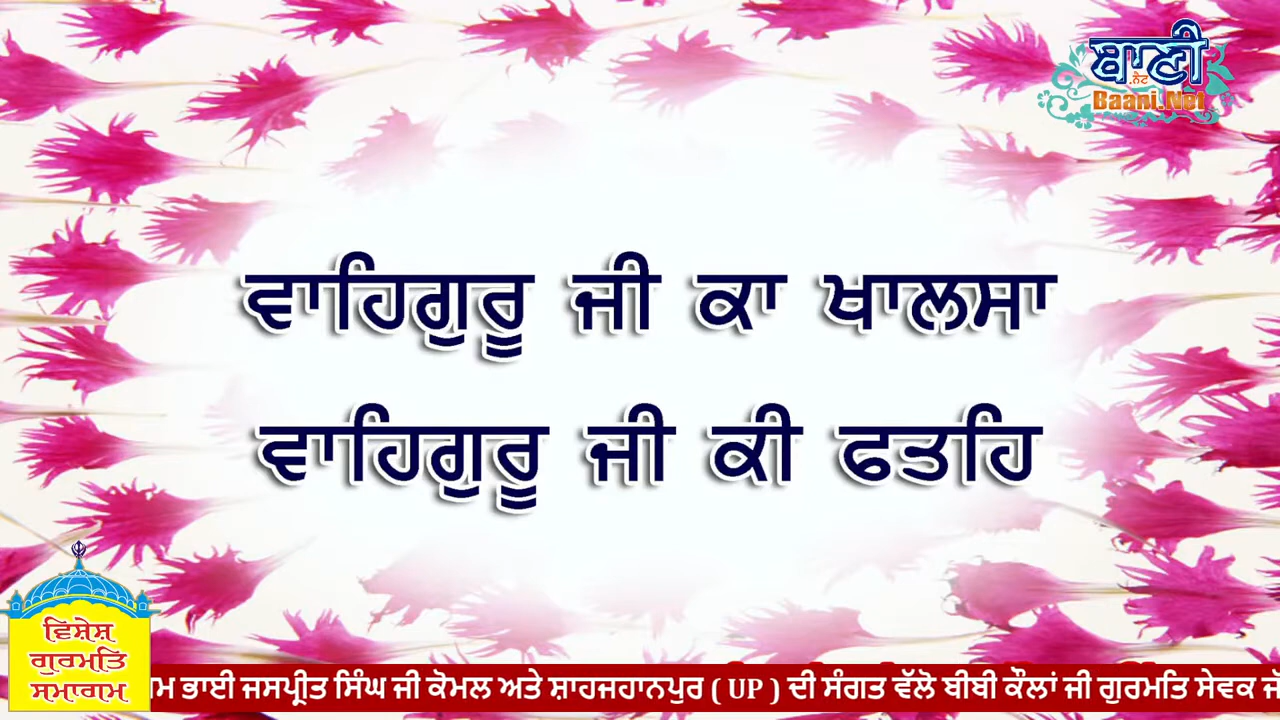 ਬਾਣੀ
.ਨੇਟ
Baani.Net
ਵਾਹਿਗੁਰੂ ਜੀ ਕਾ ਖਾਲਸਾ
ਵਾਹਿਗੁਰੂ ਜੀ ਕੀ ਫਤਹਿ
ਵਿਸ਼ੇਸ਼
ਗੁਰਮਤਿ
ਸਮਾਗਮ
ਭਾਈ ਜਸਪ੍ਰੀਤ ਸਿੰਘ ਜੀ ਕੋਮਲ ਅਤੇ ਸ਼ਾਹਜਹਾਨਪੁਰ ( UP ) ਦੀ ਸੰਗਤ ਵੱਲੋ ਬੀਬੀ ਕੌਲਾਂ ਜੀ ਗੁਰਮਤਿ ਸੇਵਕ